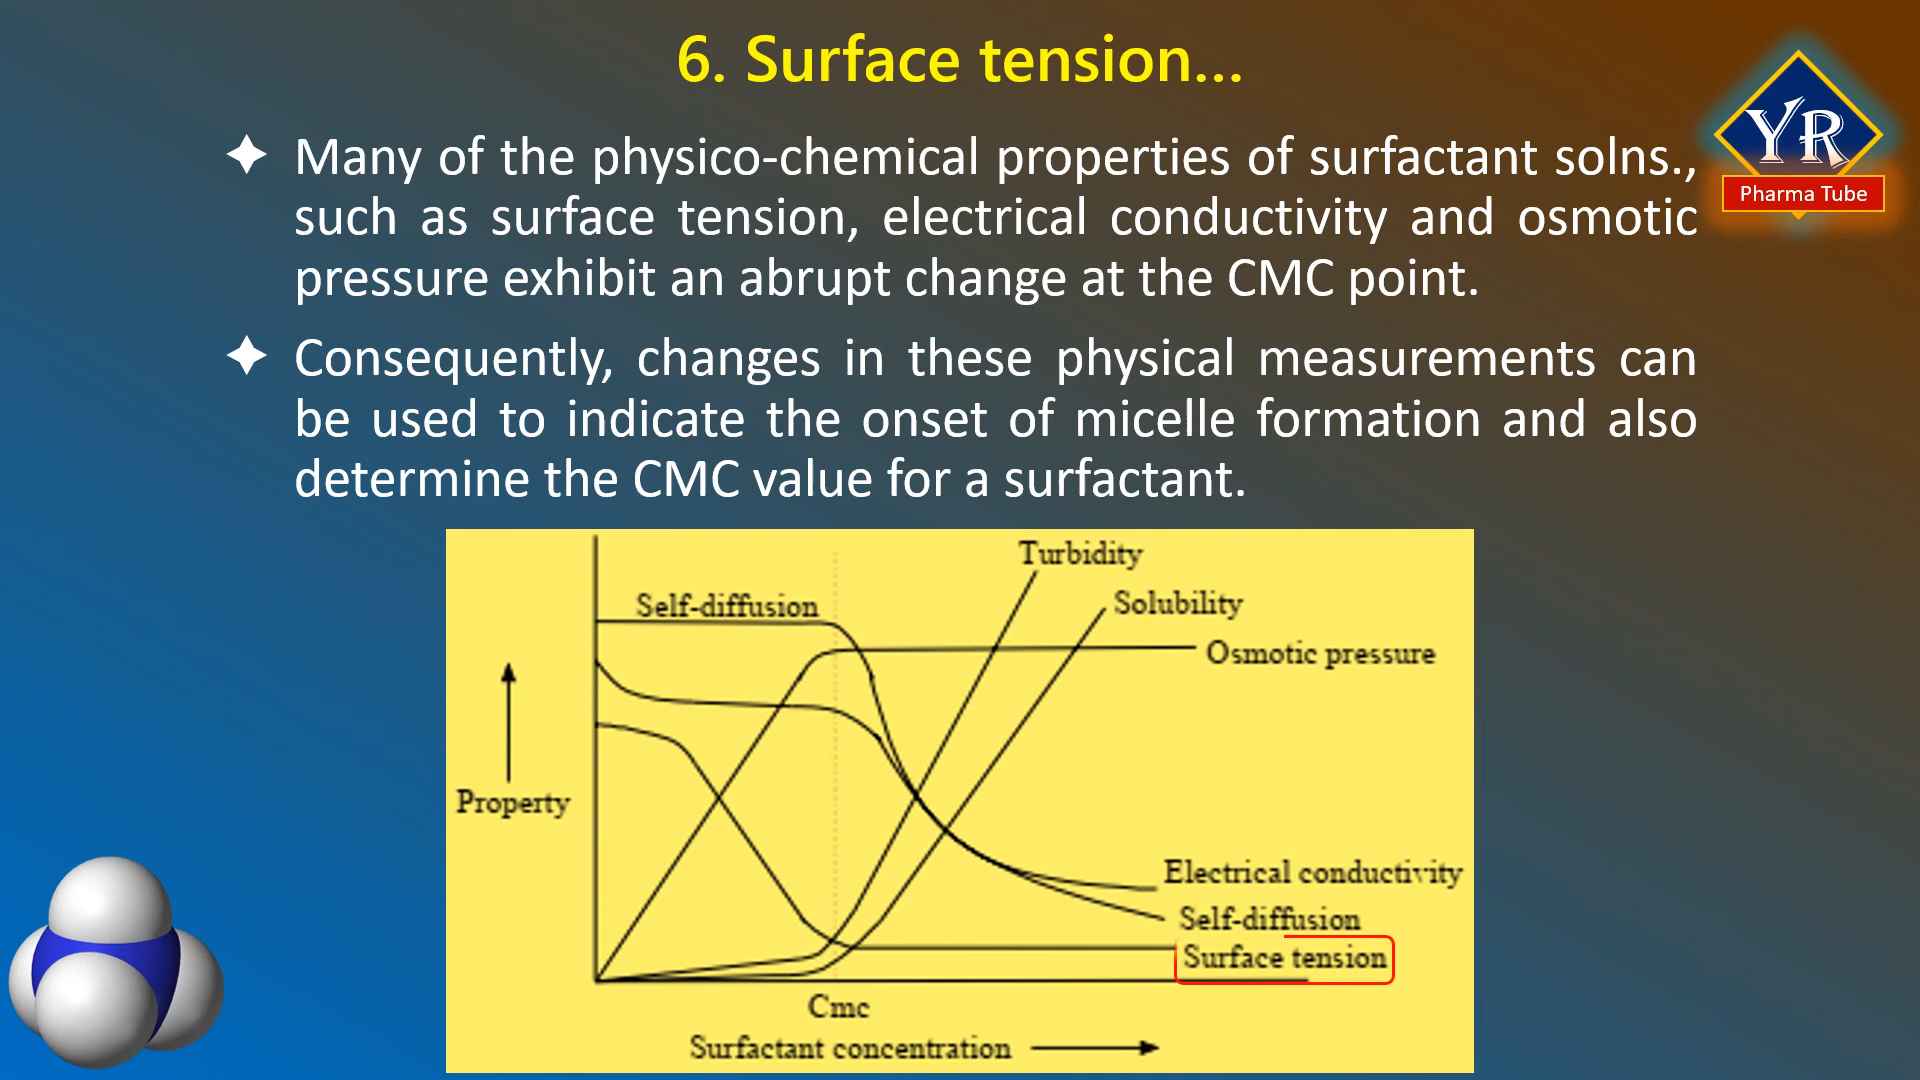 6. Surface tension...
Many of the physico-chemical properties of surfactant solns.,
such as surface tension, electrical conductivity and osmotic
pressure exhibit an abrupt change at the CMC point.
YR
Pharma Tube
Consequently, changes in these physical measurements can
be used to indicate the onset of micelle formation and also
determine the CMC value for a surfactant.
Turbidity
Self-diffusion
Solubility
Osmotic pressure
Property
Electrical conductivity
Self-diffusion
Surface tension
Cmc
Surfactant concentration